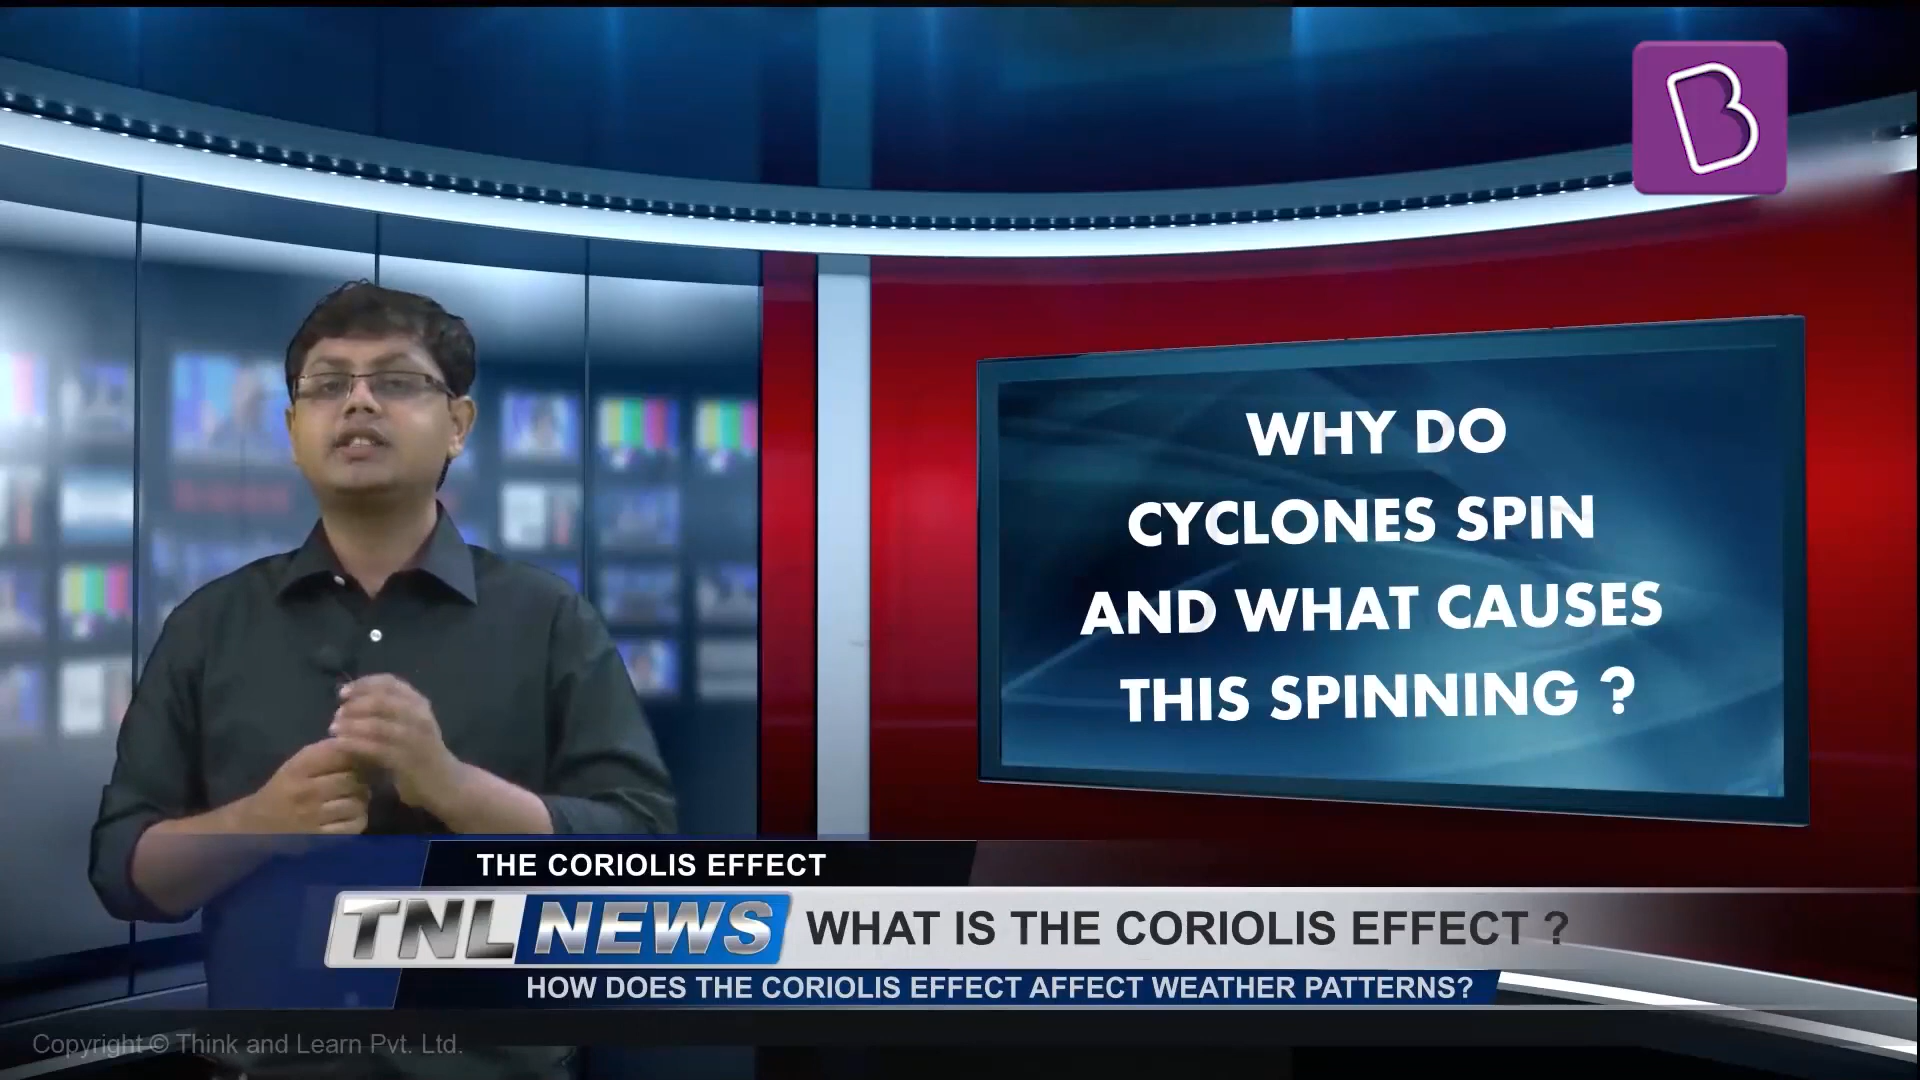 B
WHY DO
CYCLONES SPIN
AND WHAT CAUSES
THIS SPINNING ?
THE CORIOLIS EFFECT
TNL NEWS
WHAT IS THE CORIOLIS EFFECT ?
HOW DOES THE CORIOLIS EFFECT AFFECT WEATHER PATTERNS?
Copyright © Think and Learn Pvt. Ltd.